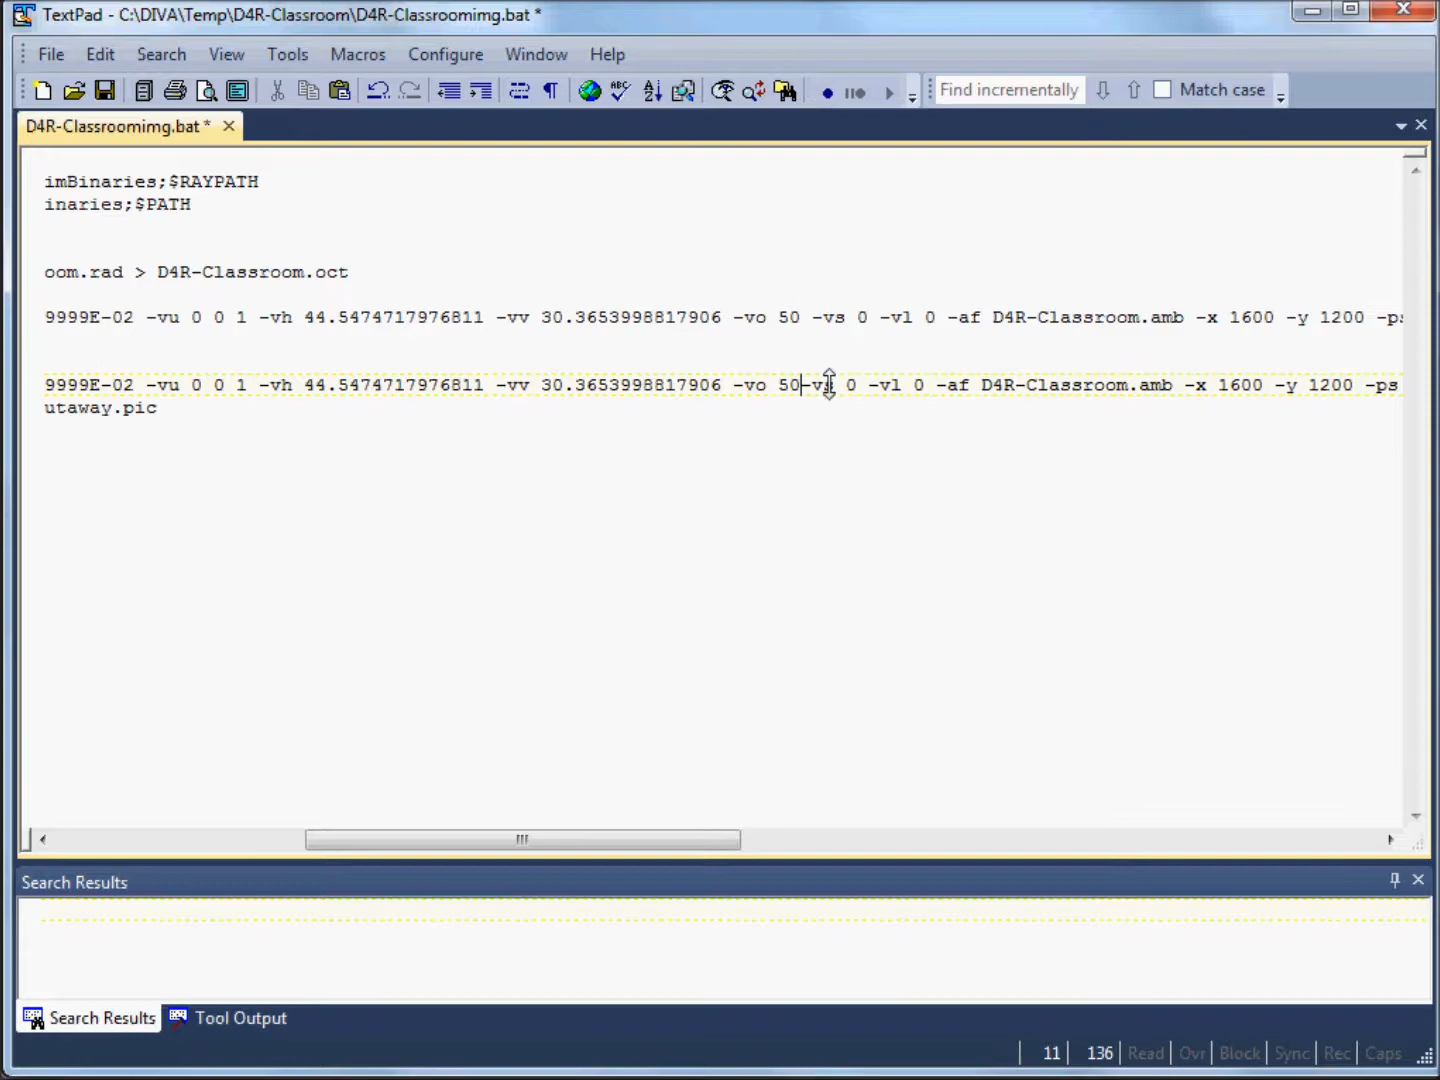 TextPad - C:\DIVA\Temp\D4R-Classroom\D4R-Classroomimg.bat *
File Edit Search View Tools Macros Configure Window Help
Find incrementally Match case
D4R-Classroomimg.bat *
imBinaries;$RAYPATH
inaries;$PATH
oom.rad > D4R-Classroom.oct
9999E-02 -vu 0 0 1 -vh 44.5474717976811 -vv 30.3653998817906 -vo 50 -vs 0 -vl 0 -af D4R-Classroom.amb -x 1600 -y 1200 -ps
9999E-02 -vu 0 0 1 -vh 44.5474717976811 -vv 30.3653998817906 -vo 50-vs 0 -vl 0 -af D4R-Classroom.amb -x 1600 -y 1200 -ps
utaway.pic
Search Results
Search Results Tool Output
11 136 Read Ovr Block Sync Rec Caps